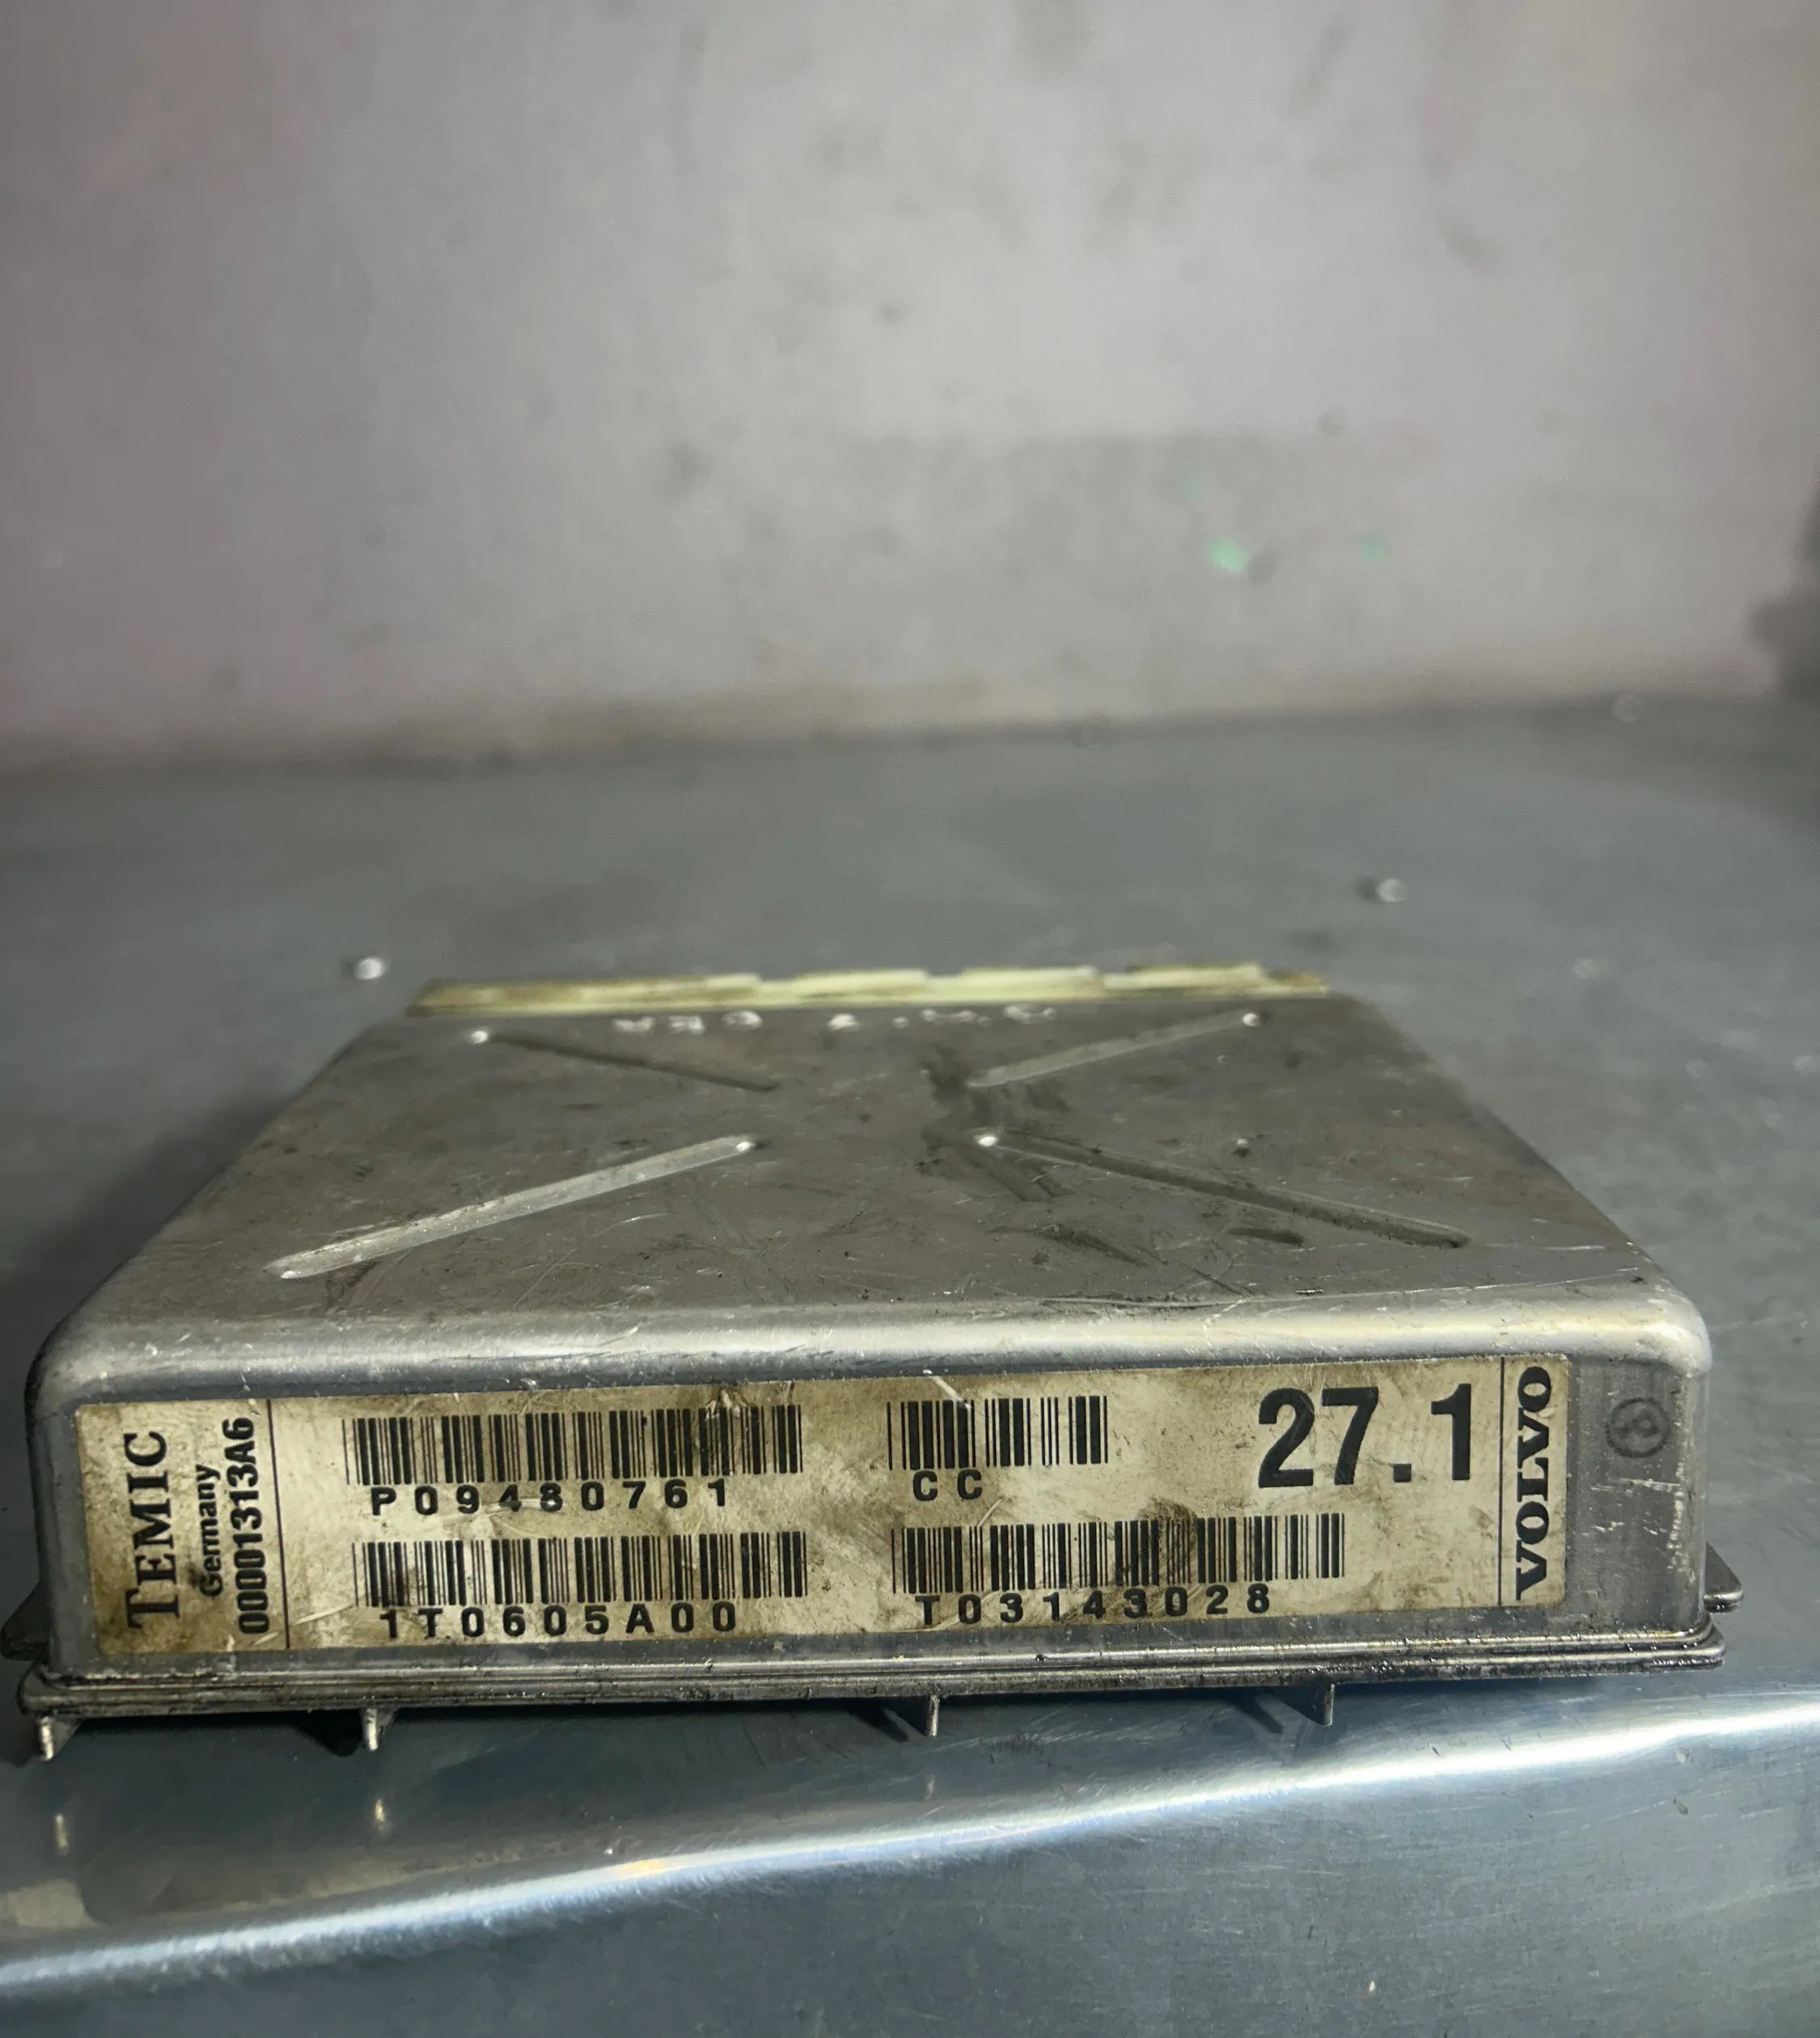 TEMIC
Germany
00001313A6
P09480761
CC
27.1
1T0605A00
T03143028
VOLVO